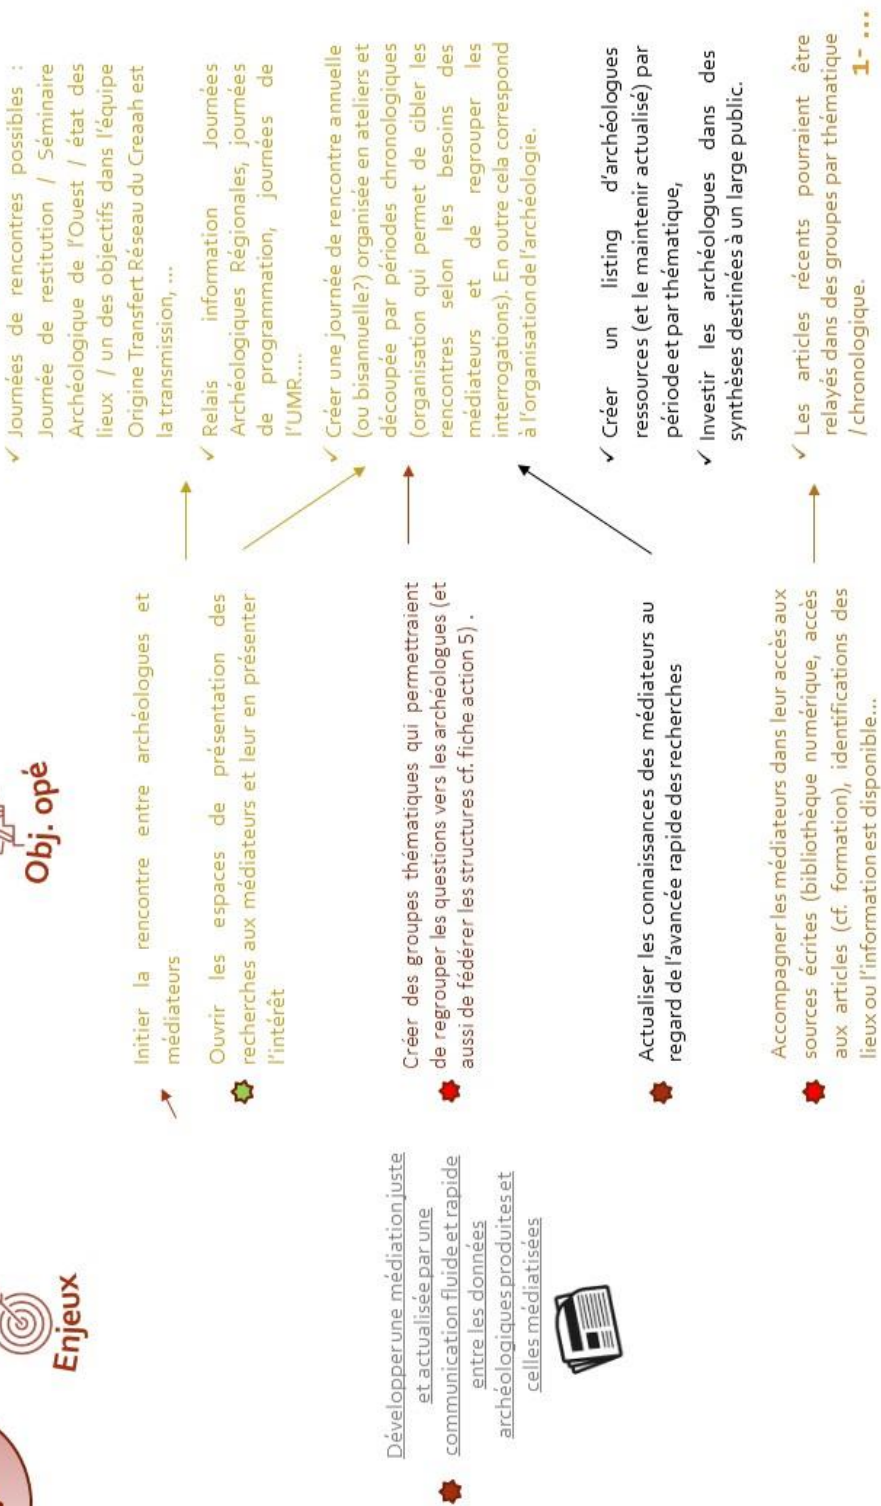 Enjeux
Développer une médiation juste
et actualisée par une
communication fluide et rapide
entre les données
archéologiques produites et
celles médiatisées
Obj. opé
Initier la rencontre entre archéologues et
médiateurs
Ouvrir les espaces de présentation des
recherches aux médiateurs et leur en présenter
l'intérêt
Créer des groupes thématiques qui permettraient
de regrouper les questions vers les archéologues (et
aussi de fédérer les structures cf. fiche action 5) .
Actualiser les connaissances des médiateurs au
regard de l'avancée rapide des recherches
Accompagner les médiateurs dans leur accès aux
sources écrites (bibliothèque numérique, accès
aux articles (cf. formation), identifications des
lieux ou l'information est disponible...
✓ Journées de rencontres possibles :
Journée de restitution / Séminaire
Archéologique de l'Ouest / état des
lieux / un des objectifs dans l'équipe
Origine Transfert Réseau du Creaah est
la transmission, ...
✓ Relais information Journées
Archéologiques Régionales, journées
de programmation, journées de
l'UMR....
✓ Créer une journée de rencontre annuelle
(ou bisannuelle?) organisée en ateliers et
découpée par périodes chronologiques
(organisation qui permet de cibler les
rencontres selon les besoins des
médiateurs et de regrouper les
interrogations). En outre cela correspond
à l'organisation de l'archéologie.
✓ Créer un listing d'archéologues
ressources (et le maintenir actualisé) par
période et par thématique,
✓ Investir les archéologues dans des
synthèses destinées à un large public.
✓ Les articles récents pourraient être
relayés dans des groupes par thématique
/ chronologique.
1- ...